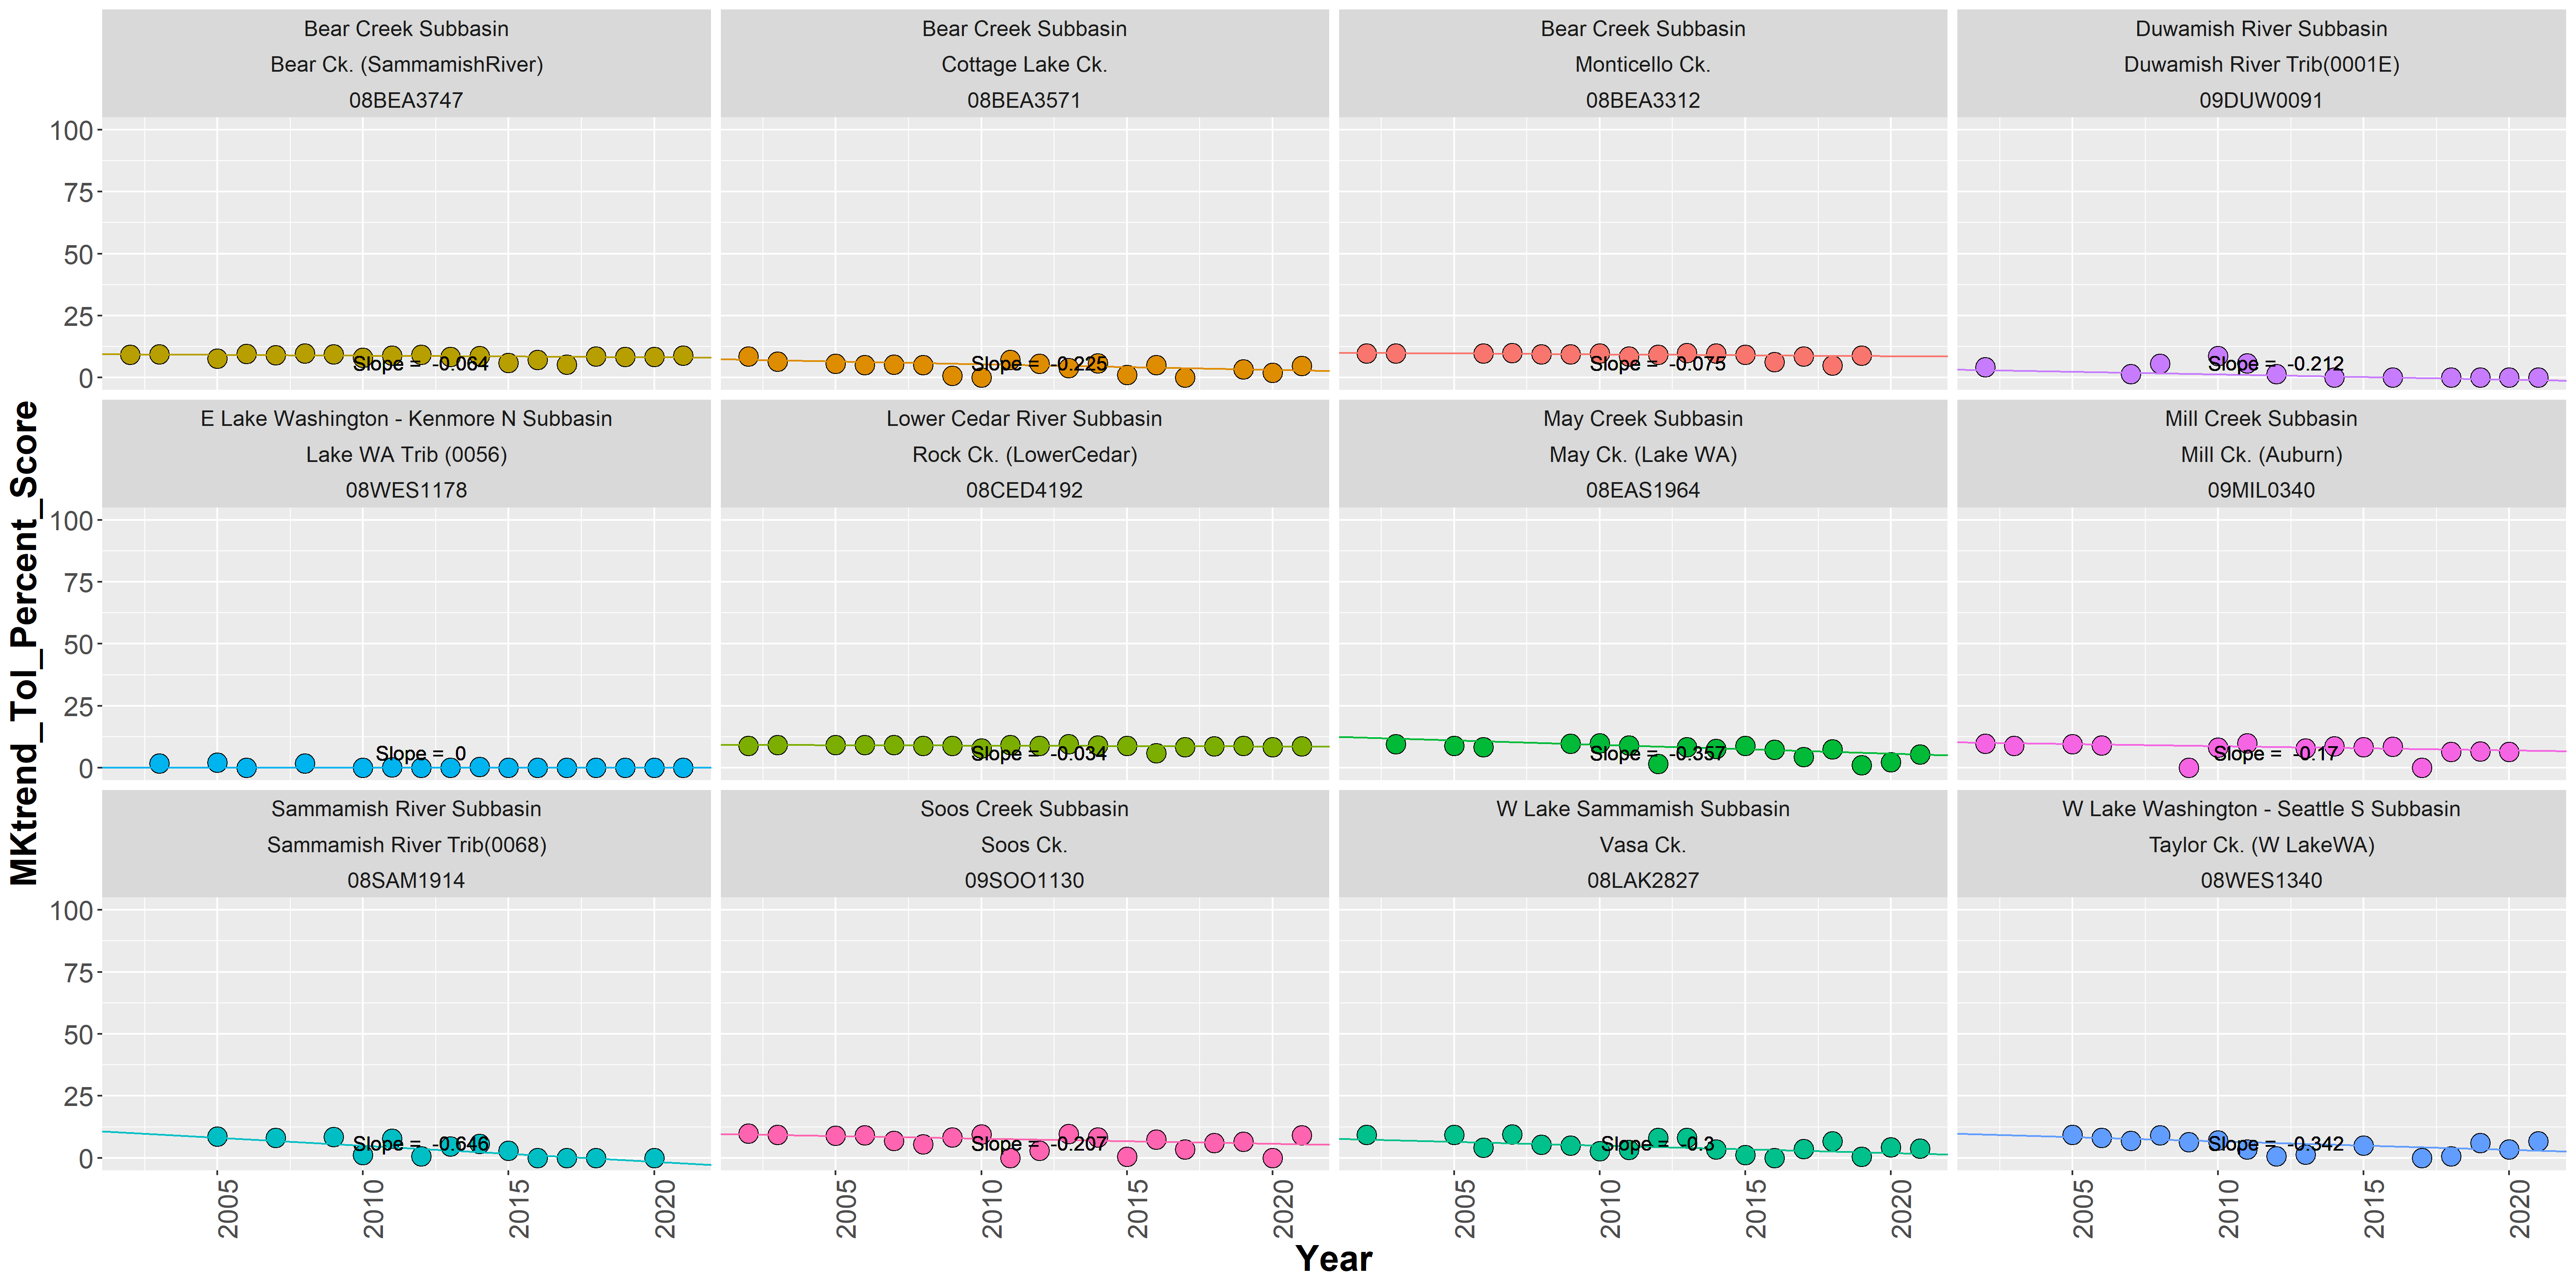 Bear Creek Subbasin
Bear Ck. (SammamishRiver)
08BEA3747
Bear Creek Subbasin
Cottage Lake Ck.
08BEA3571
Bear Creek Subbasin
Monticello Ck.
08BEA3312
Duwamish River Subbasin
Duwamish River Trib(0001E)
09DUW0091
100
75
50
25
0
Slope = -0.064
Slope = -0.225
Slope = -0.075
Slope = -0.212
E Lake Washington - Kenmore N Subbasin
Lake WA Trib (0056)
08WES1178
Lower Cedar River Subbasin
Rock Ck. (LowerCedar)
08CED4192
May Creek Subbasin
May Ck. (Lake WA)
08EAS1964
Mill Creek Subbasin
Mill Ck. (Auburn)
09MIL0340
MKtrend_Tol_Percent_Score
100
75
50
25
0
Slope = 0
Slope = -0.034
Slope = -0.357
Slope = -0.17
Sammamish River Subbasin
Sammamish River Trib(0068)
08SAM1914
Soos Creek Subbasin
Soos Ck.
09SOO1130
W Lake Sammamish Subbasin
Vasa Ck.
08LAK2827
W Lake Washington - Seattle S Subbasin
Taylor Ck. (W LakeWA)
08WES1340
100
75
50
25
0
Slope = -0.646
Slope = -0.207
Slope = -0.3
Slope = -0.342
2005
2010
2015
2020
2005
2010
2015
2020
2005
2010
2015
2020
2005
2010
2015
2020
Year